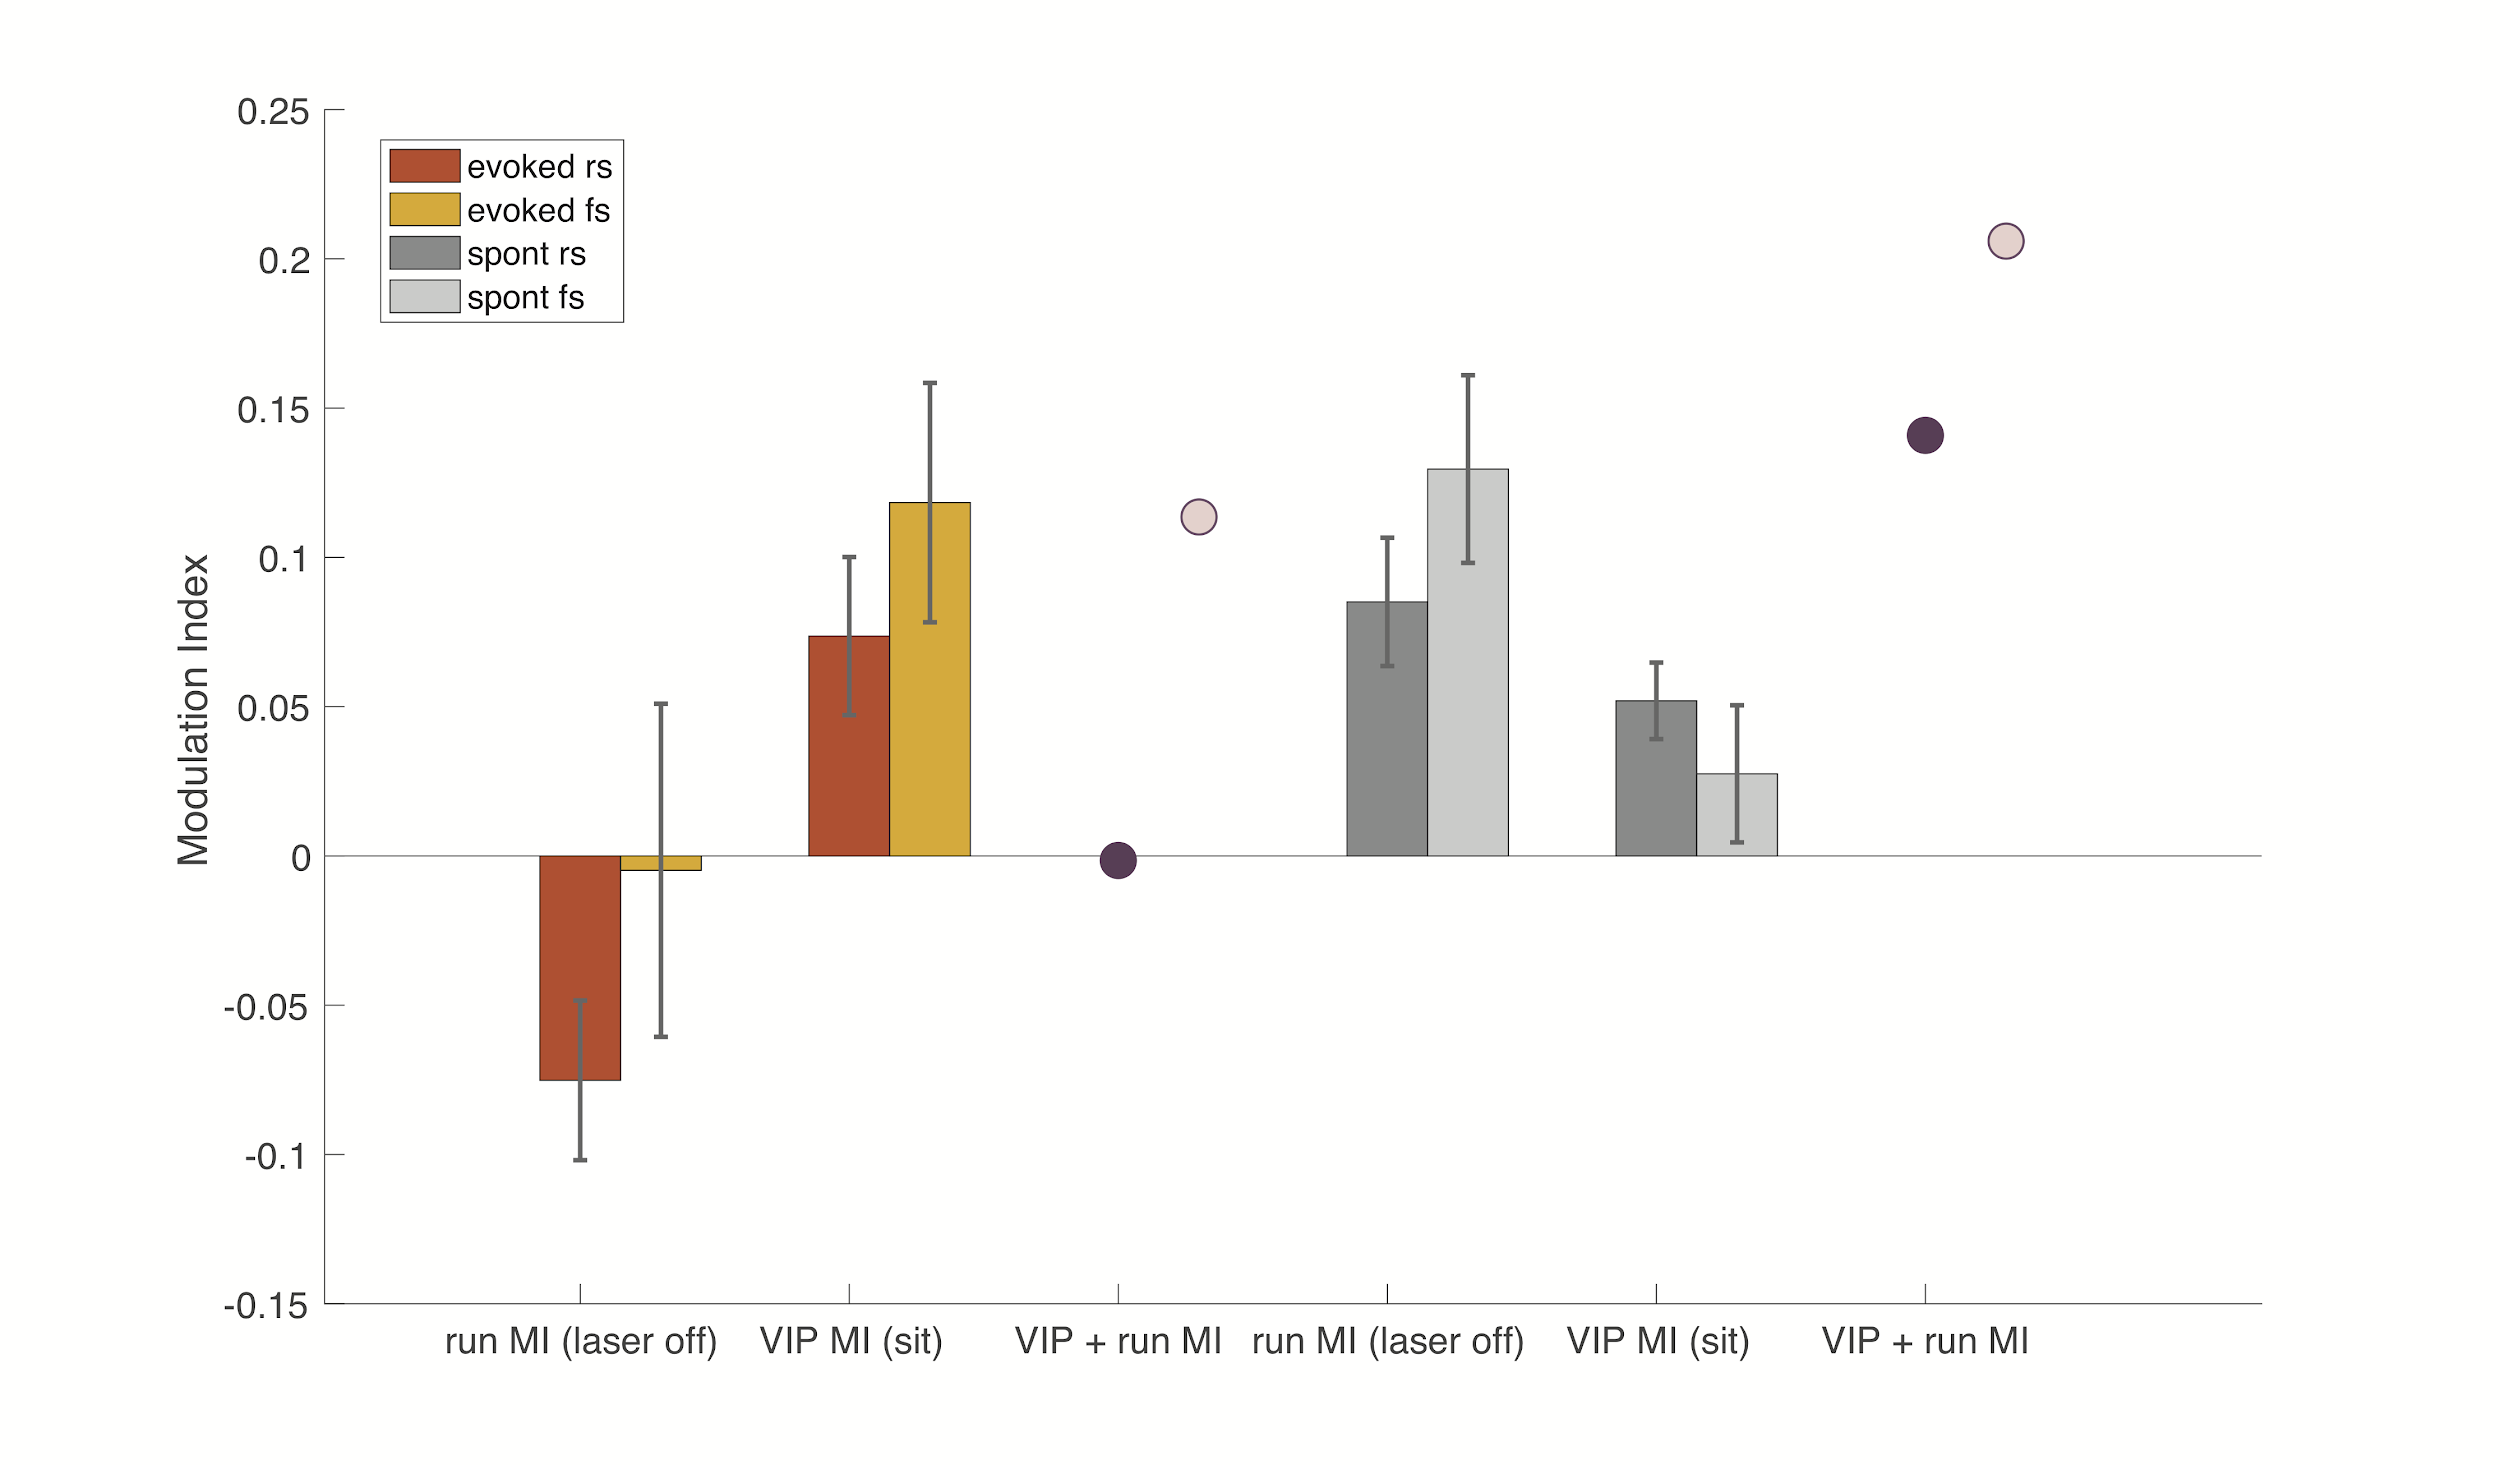 0.25
0.2
0.15
0.1
0.05
0
-0.05
-0.1
-0.15
Modulation Index
evoked rs
evoked fs
spont rs
spont fs
run MI (laser off) VIP MI (sit) VIP + run MI run MI (laser off) VIP MI (sit) VIP + run MI